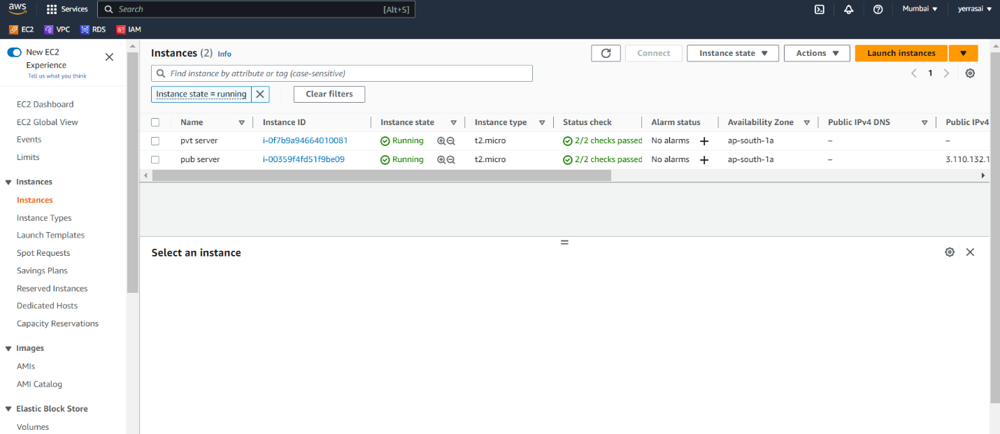 aws Services Search [Alt+S] Mumbai yerrasai
EC2 VPC RDS IAM
New EC2
Experience
Tell us what you think
EC2 Dashboard
EC2 Global View
Events
Limits
Instances
Instances
Instance Types
Launch Templates
Spot Requests
Savings Plans
Reserved Instances
Dedicated Hosts
Capacity Reservations
Images
AMIs
AMI Catalog
Elastic Block Store
Volumes
Instances (2) Info Connect Instance state Actions Launch instances
Find instance by attribute or tag (case-sensitive) 1
Instance state = running Clear filters
Name Instance ID Instance state Instance type Status check Alarm status Availability Zone Public IPv4 DNS Public IPv4
pvt server i-0f7b9a94664010081 Running t2.micro 2/2 checks passed No alarms + ap-south-1a – –
pub server i-00359f4fd51f9be09 Running t2.micro 2/2 checks passed No alarms + ap-south-1a – 3.110.132.1
Select an instance